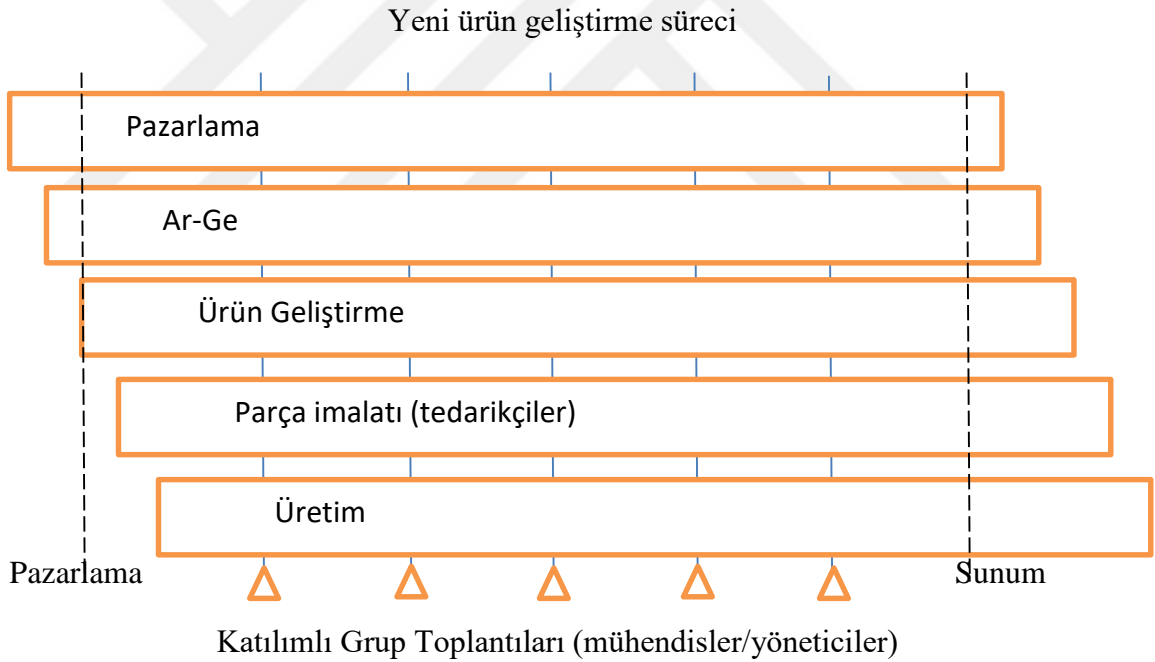 Yeni ürün geliştirme süreci
Pazarlama
Ar-Ge
Ürün Geliştirme
Parça imalatı (tedarikçiler)
Üretim
Pazarlama
Sunum
Katılımlı Grup Toplantıları (mühendisler/yöneticiler)